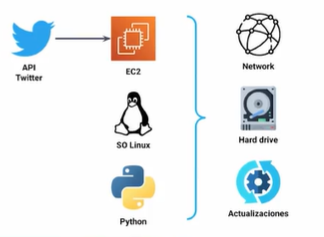 API
Twitter
EC2
SO Linux
Python
Network
Hard drive
Actualizaciones